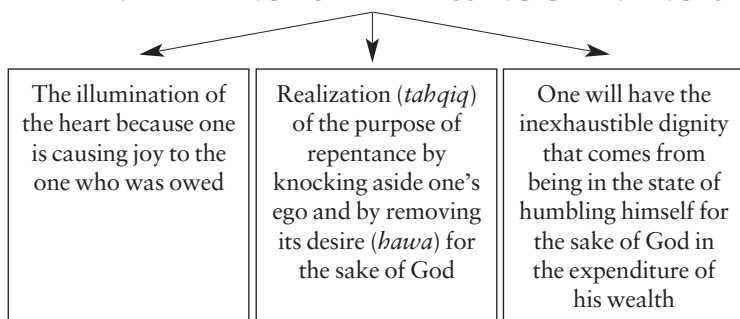 The illumination of
the heart because one
is causing joy to the
one who was owed
Realization (tahqiq)
of the purpose of
repentance by
knocking aside one’s
ego and by removing
its desire (hawa) for
the sake of God
One will have the
inexhaustible dignity
that comes from
being in the state of
humbling himself for
the sake of God in
the expenditure of
his wealth